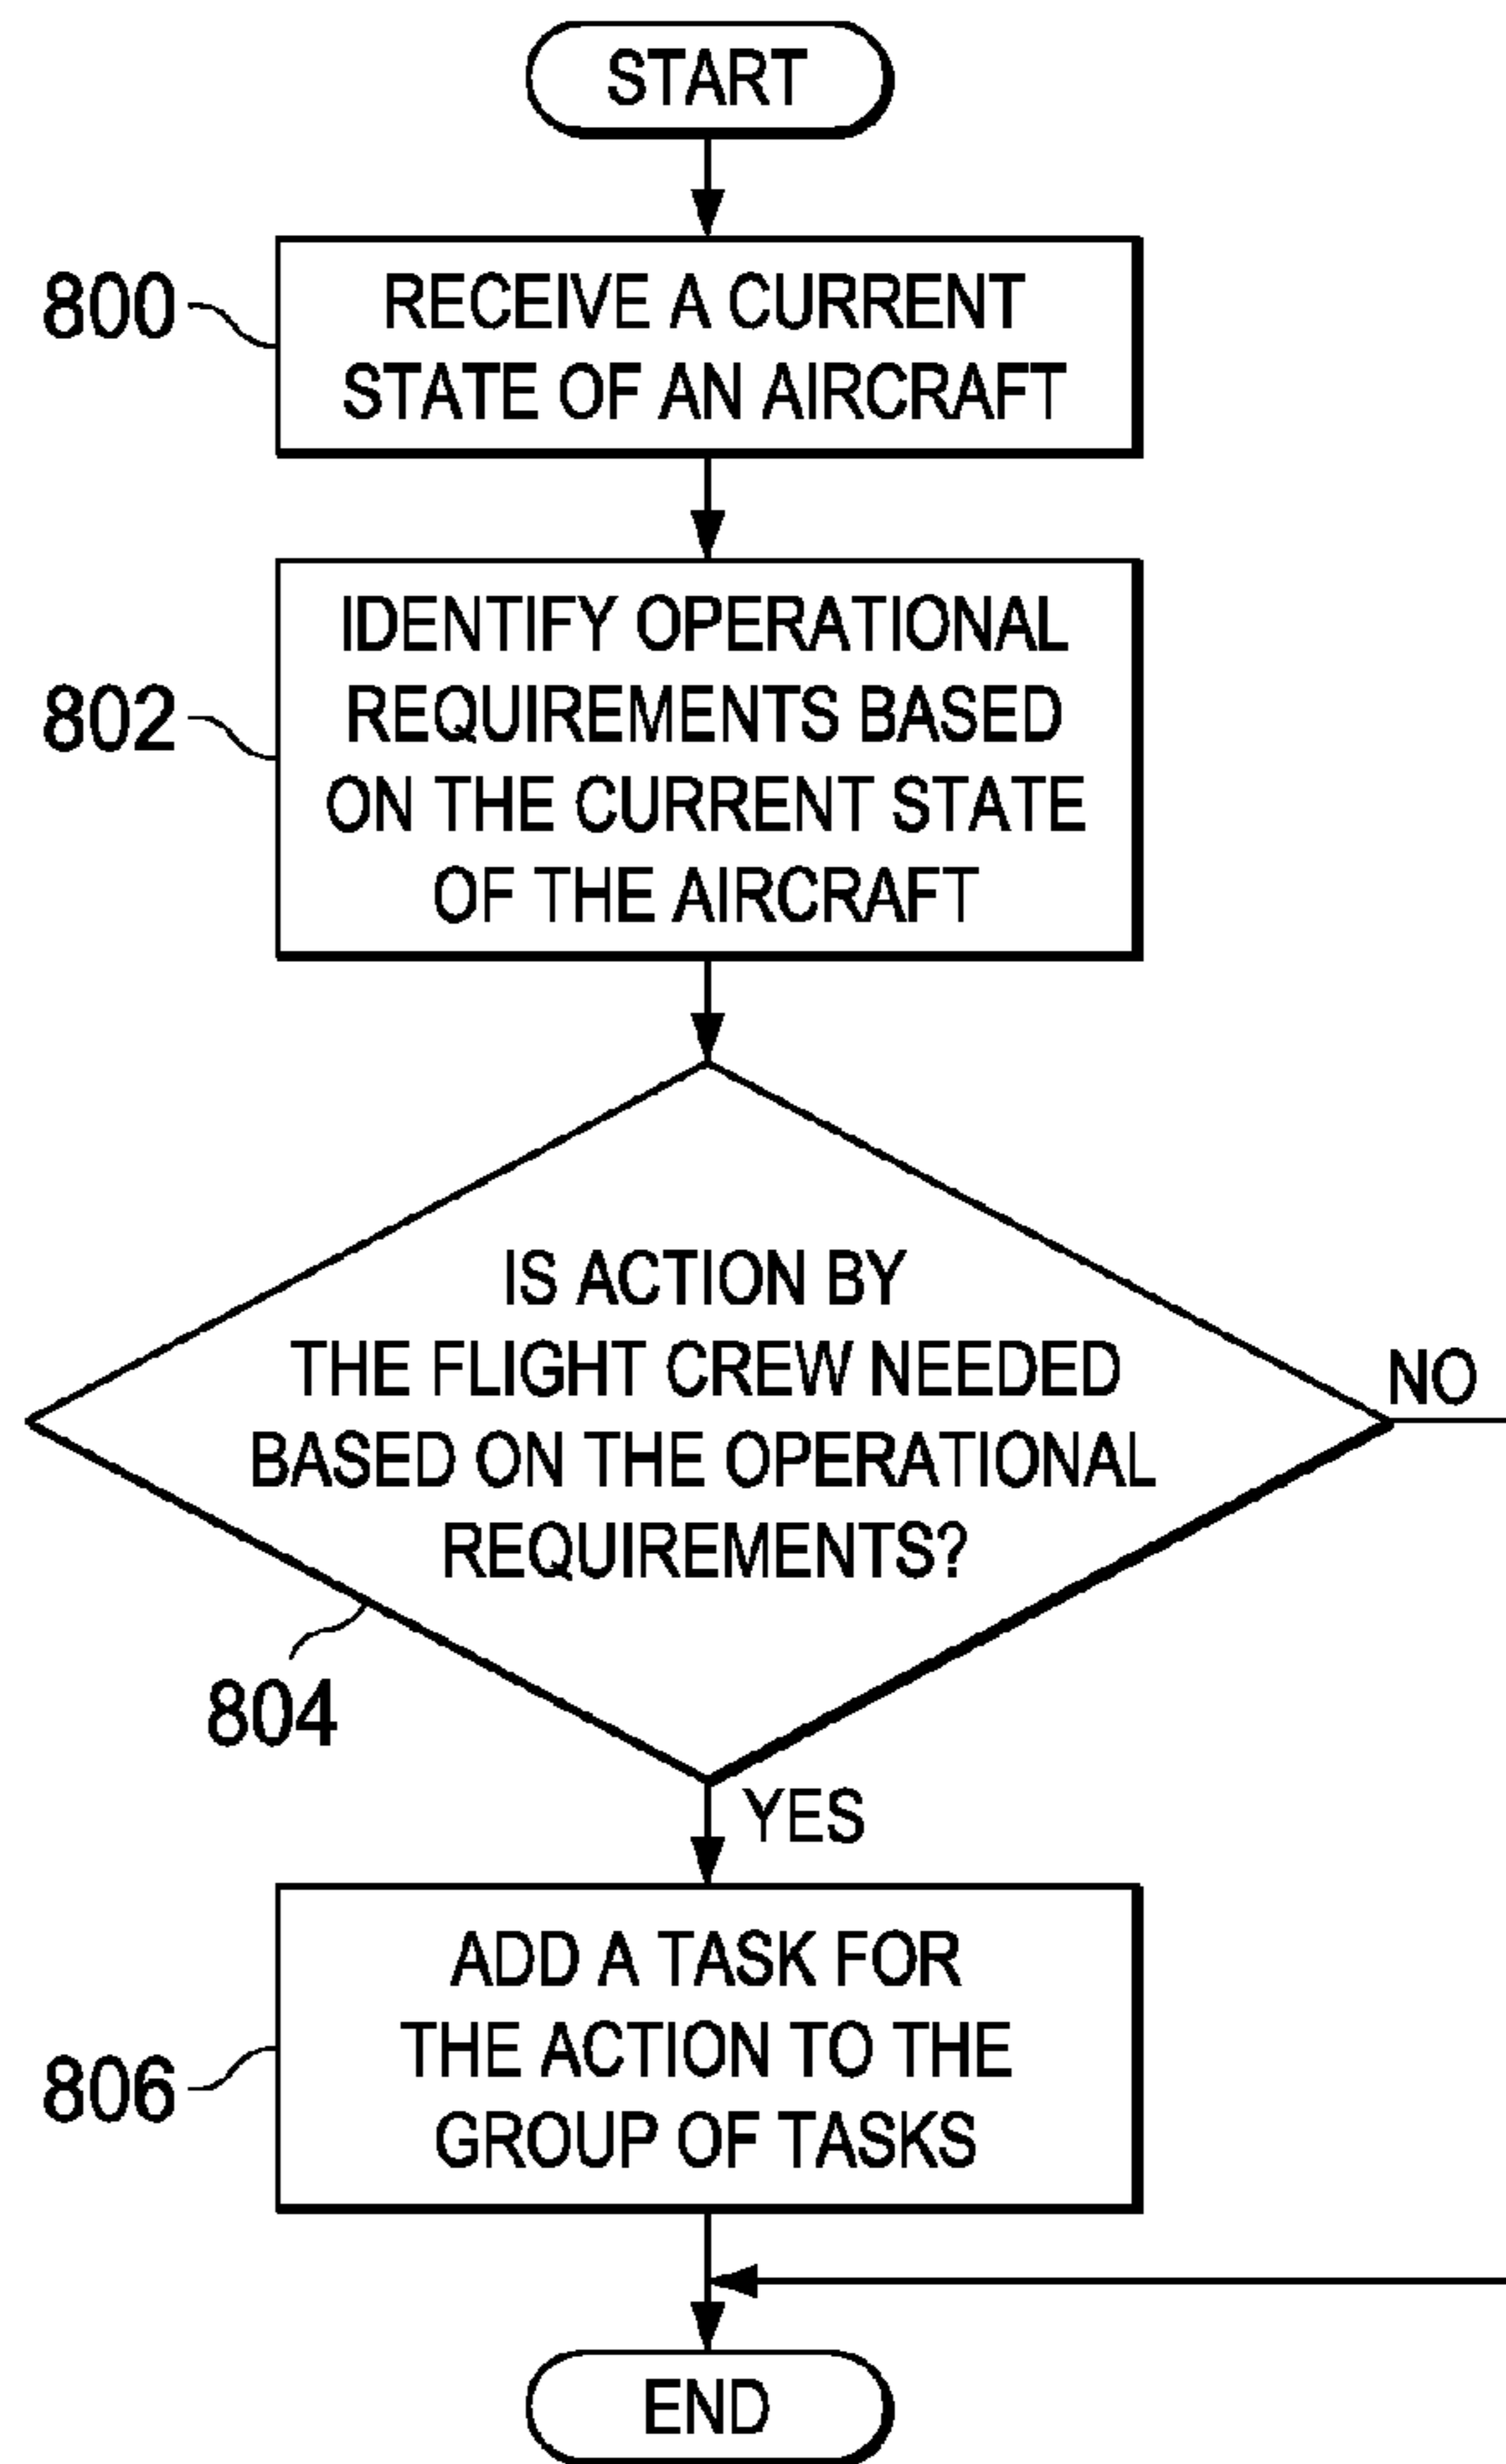 START
800
RECEIVE A CURRENT
STATE OF AN AIRCRAFT
802
IDENTIFY OPERATIONAL
REQUIREMENTS BASED
ON THE CURRENT STATE
OF THE AIRCRAFT
IS ACTION BY
THE FLIGHT CREW NEEDED
BASED ON THE OPERATIONAL
REQUIREMENTS?
NO
804
YES
806
ADD A TASK FOR
THE ACTION TO THE
GROUP OF TASKS
END